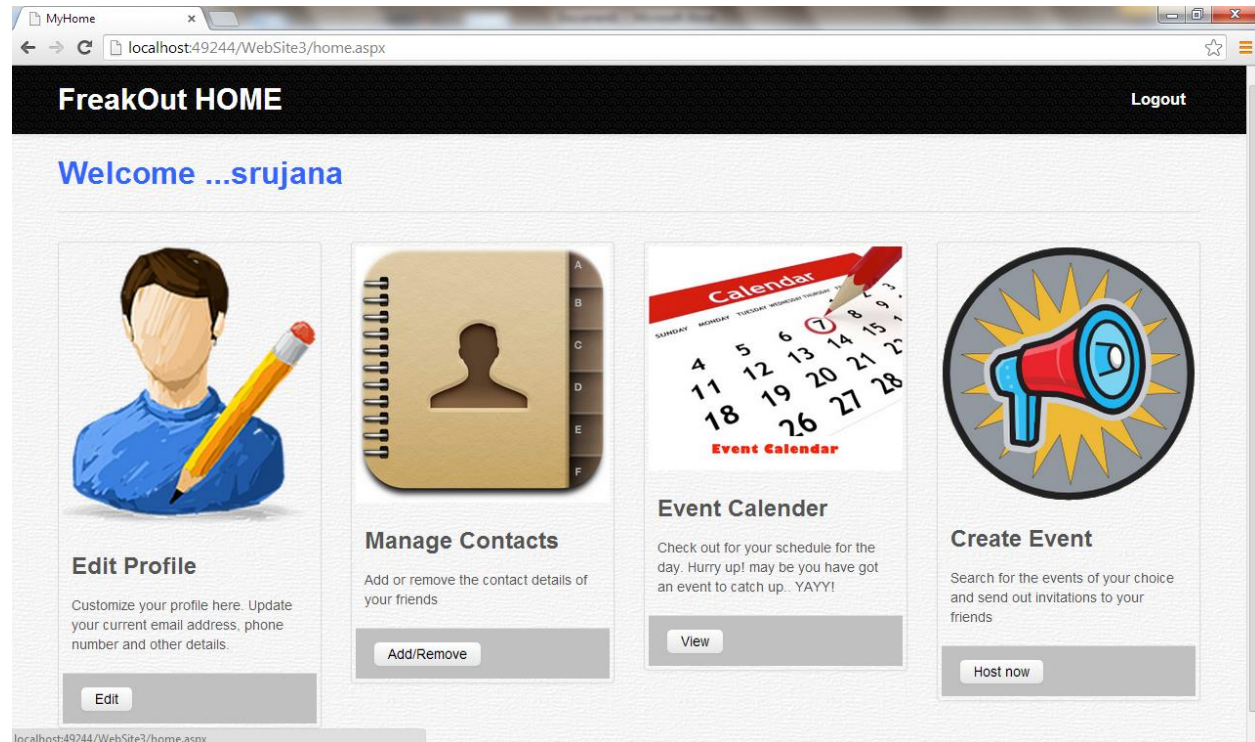 MyHome
localhost:49244/WebSite3/home.aspx
FreakOut HOME
Logout
Welcome ...srujana
A
B
C
D
E
F
Calendar
SUNDAY MONDAY TUESDAY WEDNESDAY THURSDAY
4 5 6 7 8 9
11 12 13 14 15
18 19 20 21 22
26 27 28
Event Calendar
Edit Profile
Customize your profile here. Update
your current email address, phone
number and other details.
Edit
Manage Contacts
Add or remove the contact details of
your friends
Add/Remove
Event Calender
Check out for your schedule for the
day. Hurry up! may be you have got
an event to catch up.. YAYY!
View
Create Event
Search for the events of your choice
and send out invitations to your
friends
Host now
localhost:49244/WebSite3/home.aspx